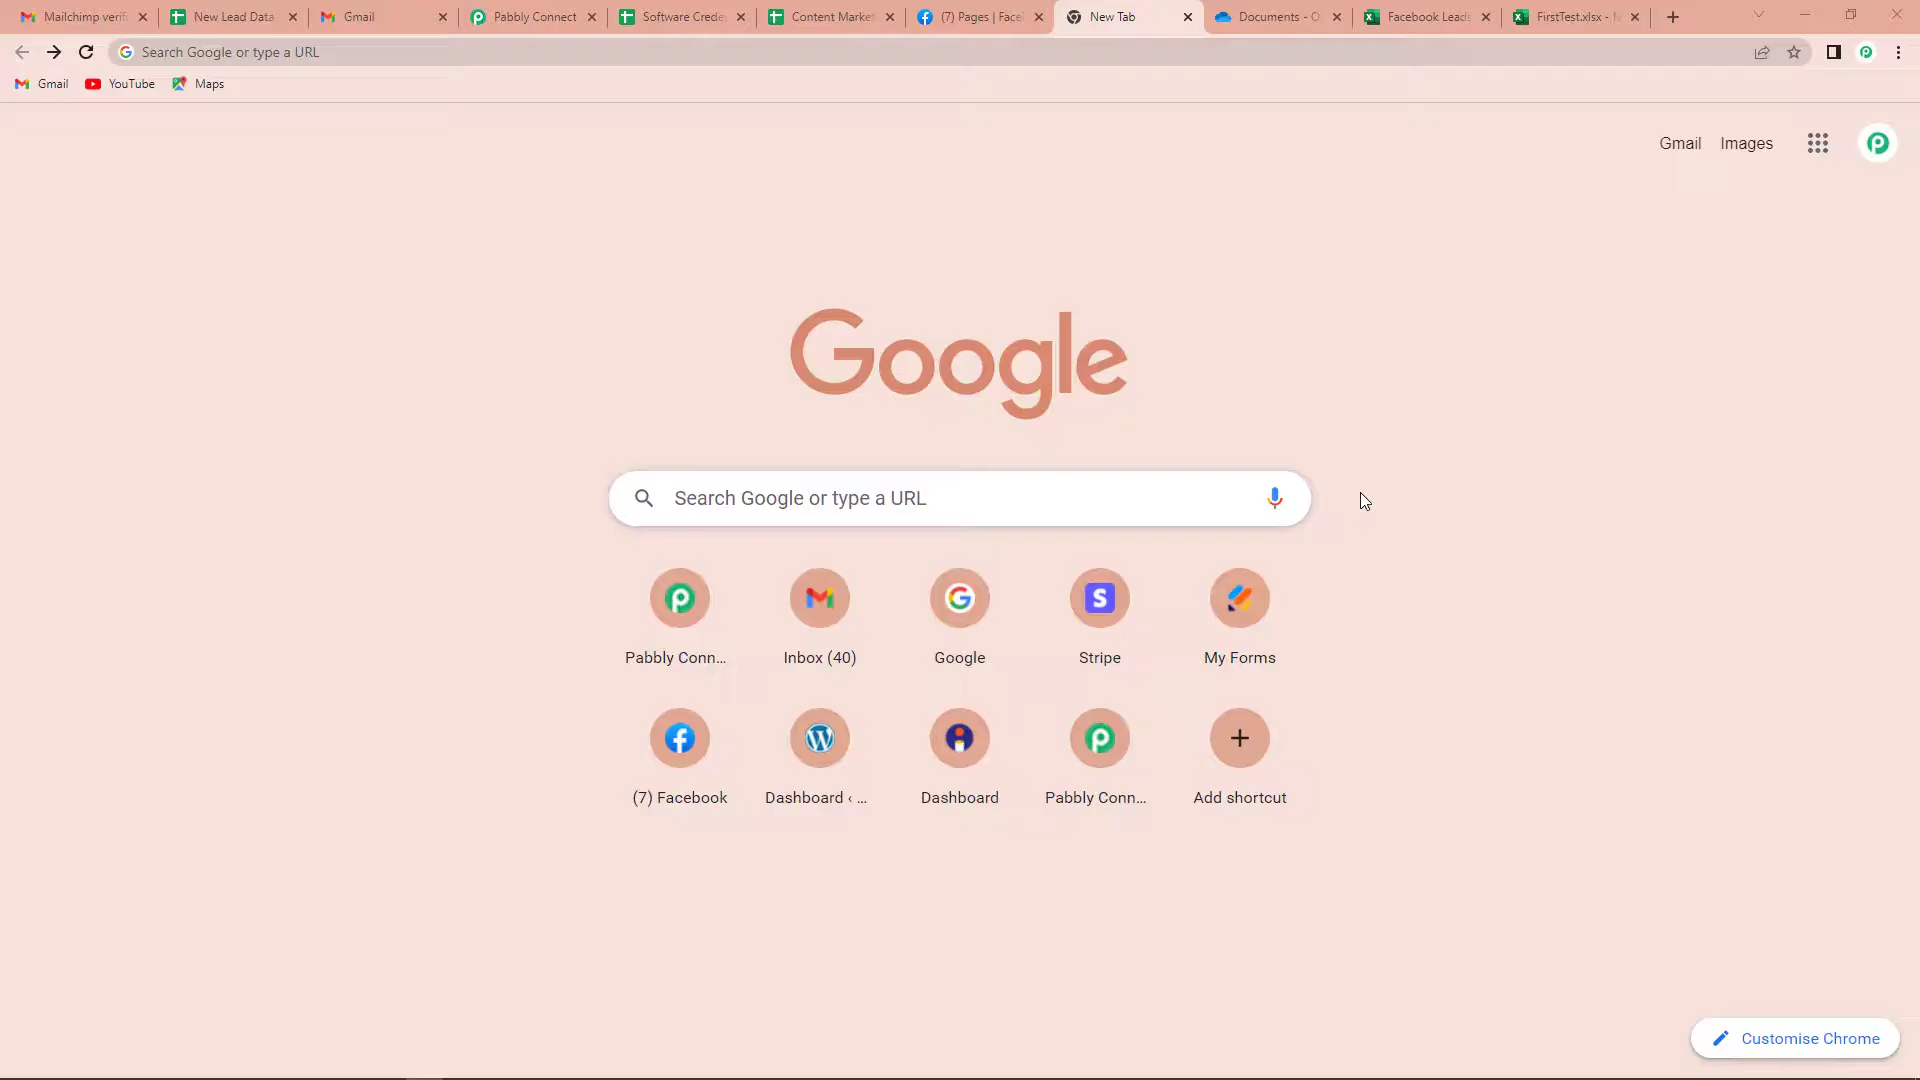 Mailchimp verifi
New Lead Data
Gmail
Pabbly Connect
Software Crede
Content Market
(7) Pages | Face
New Tab
Documents - O
Facebook Leads
FirstTest.xlsx -
Search Google or type a URL
Gmail
YouTube
Maps
Gmail
Images
Google
Search Google or type a URL
Pabbly Conn...
Inbox (40)
Google
Stripe
My Forms
(7) Facebook
Dashboard ‹ ...
Dashboard
Pabbly Conn...
Add shortcut
Customise Chrome